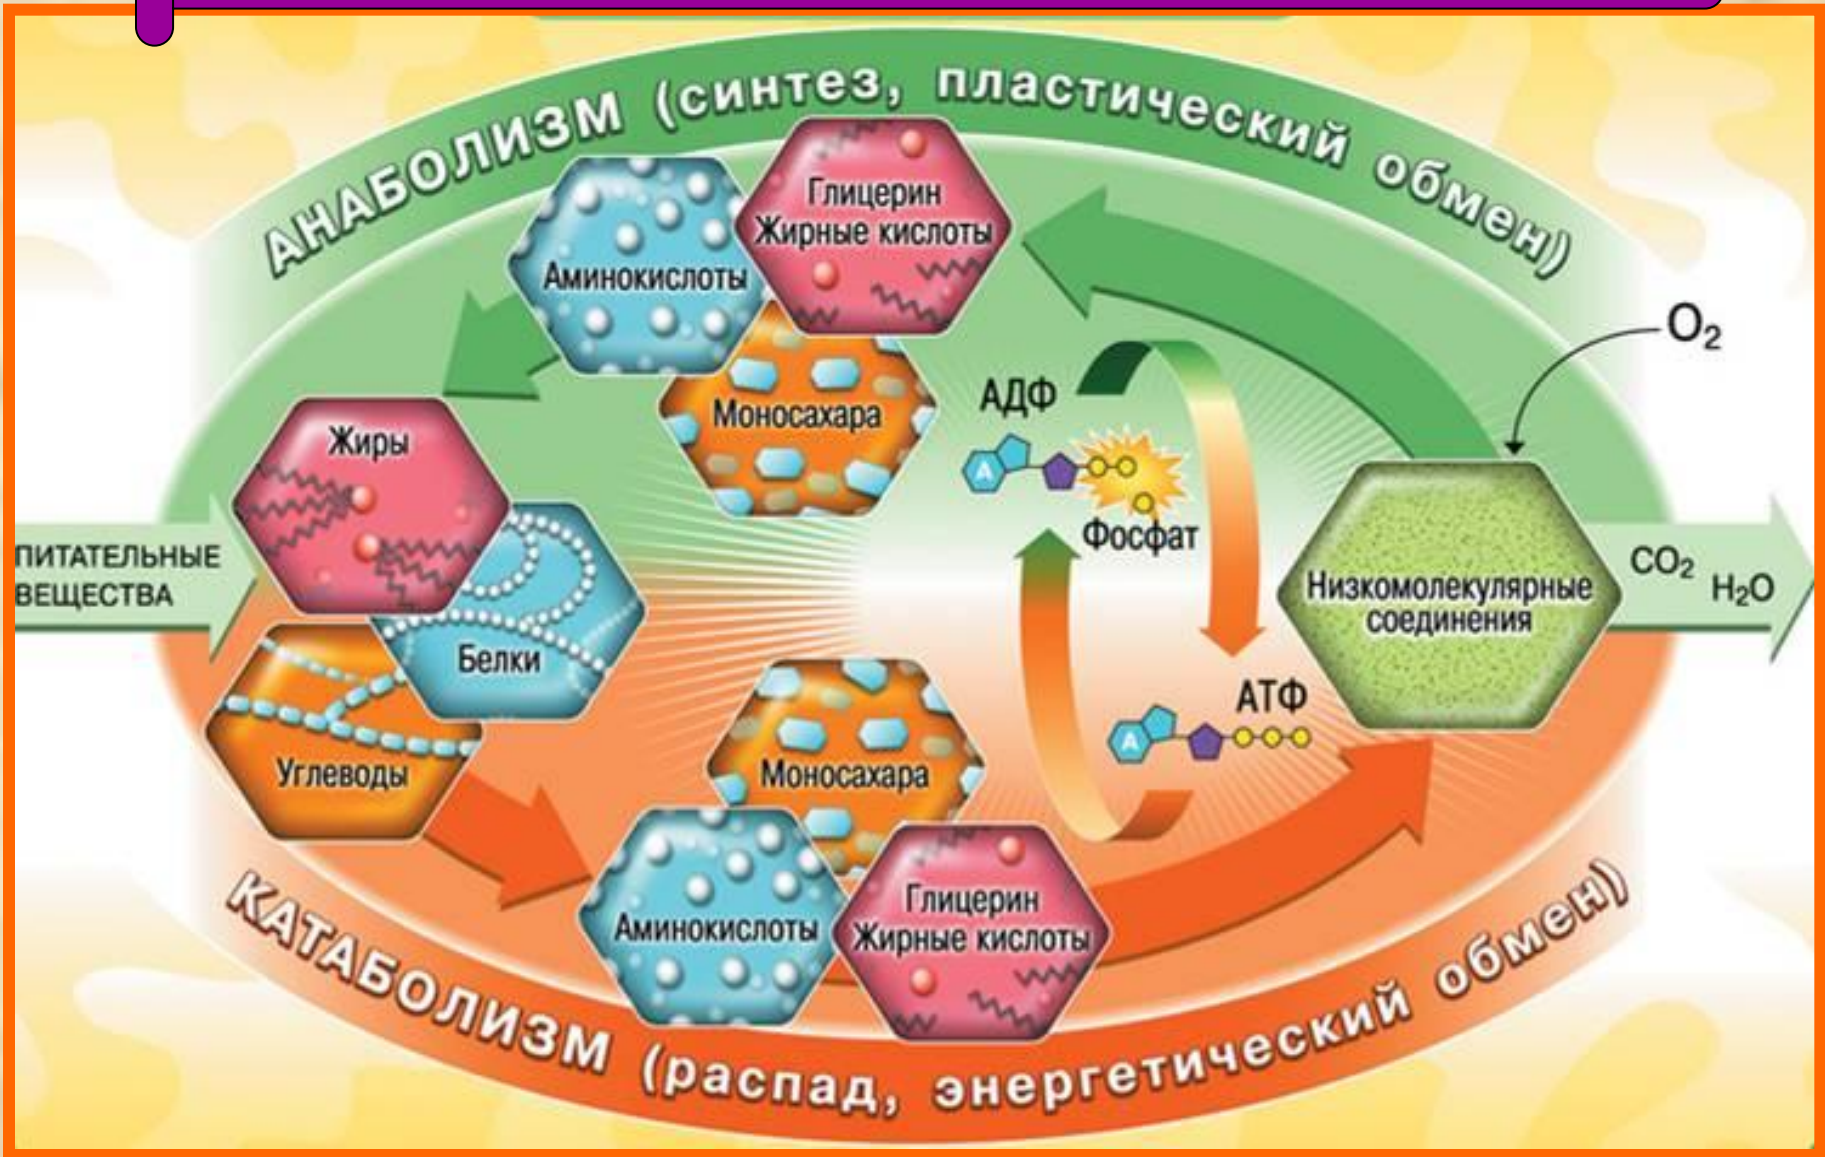 АНАБОЛИЗМ (синтез, пластический обмен)
Глицерин
Жирные кислоты
Аминокислоты
Моносахара
O₂
АДФ
A
Фосфат
Жиры
ПИТАТЕЛЬНЫЕ
ВЕЩЕСТВА
Белки
Углеводы
Низкомолекулярные
соединения
CO₂
H₂O
АТФ
A
Моносахара
Аминокислоты
Глицерин
Жирные кислоты
КАТАБОЛИЗМ (распад, энергетический обмен)